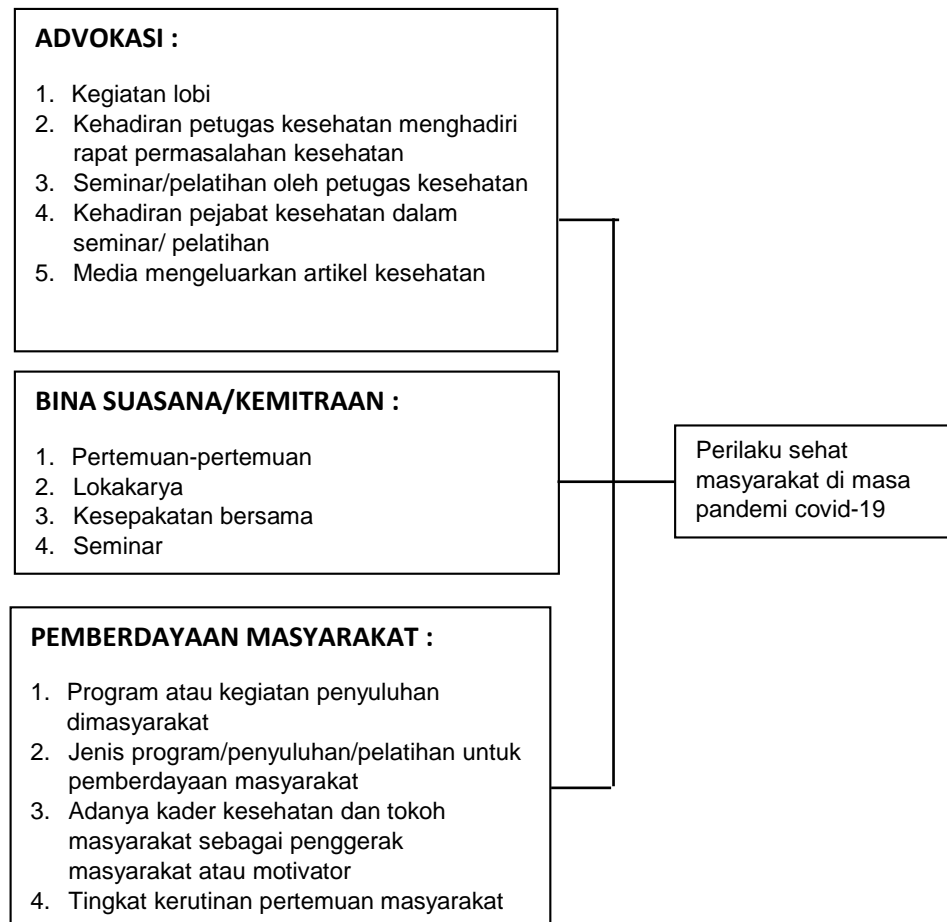 ADVOKASI :
1. Kegiatan lobi
2. Kehadiran petugas kesehatan menghadiri
rapat permasalahan kesehatan
3. Seminar/pelatihan oleh petugas kesehatan
4. Kehadiran pejabat kesehatan dalam
seminar/ pelatihan
5. Media mengeluarkan artikel kesehatan
BINA SUASANA/KEMITRAAN :
1. Pertemuan-pertemuan
2. Lokakarya
3. Kesepakatan bersama
4. Seminar
PEMBERDAYAAN MASYARAKAT :
1. Program atau kegiatan penyuluhan
dimasyarakat
2. Jenis program/penyuluhan/pelatihan untuk
pemberdayaan masyarakat
3. Adanya kader kesehatan dan tokoh
masyarakat sebagai penggerak
masyarakat atau motivator
4. Tingkat kerutinan pertemuan masyarakat
Perilaku sehat
masyarakat di masa
pandemi covid-19